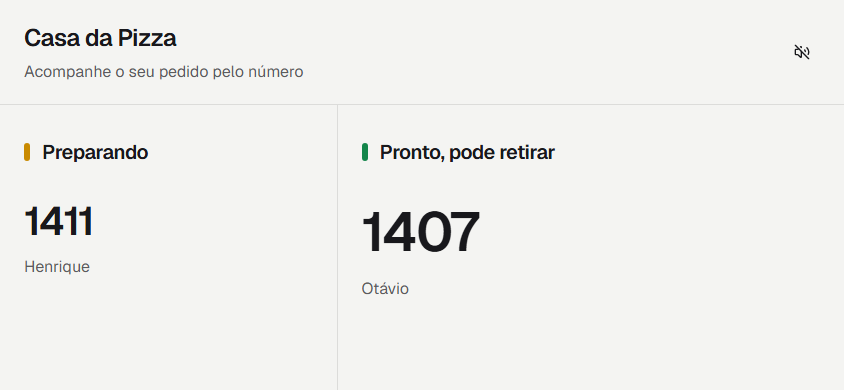 Casa da Pizza
Acompanhe o seu pedido pelo número
Preparando
1411
Henrique
Pronto, pode retirar
1407
Otávio